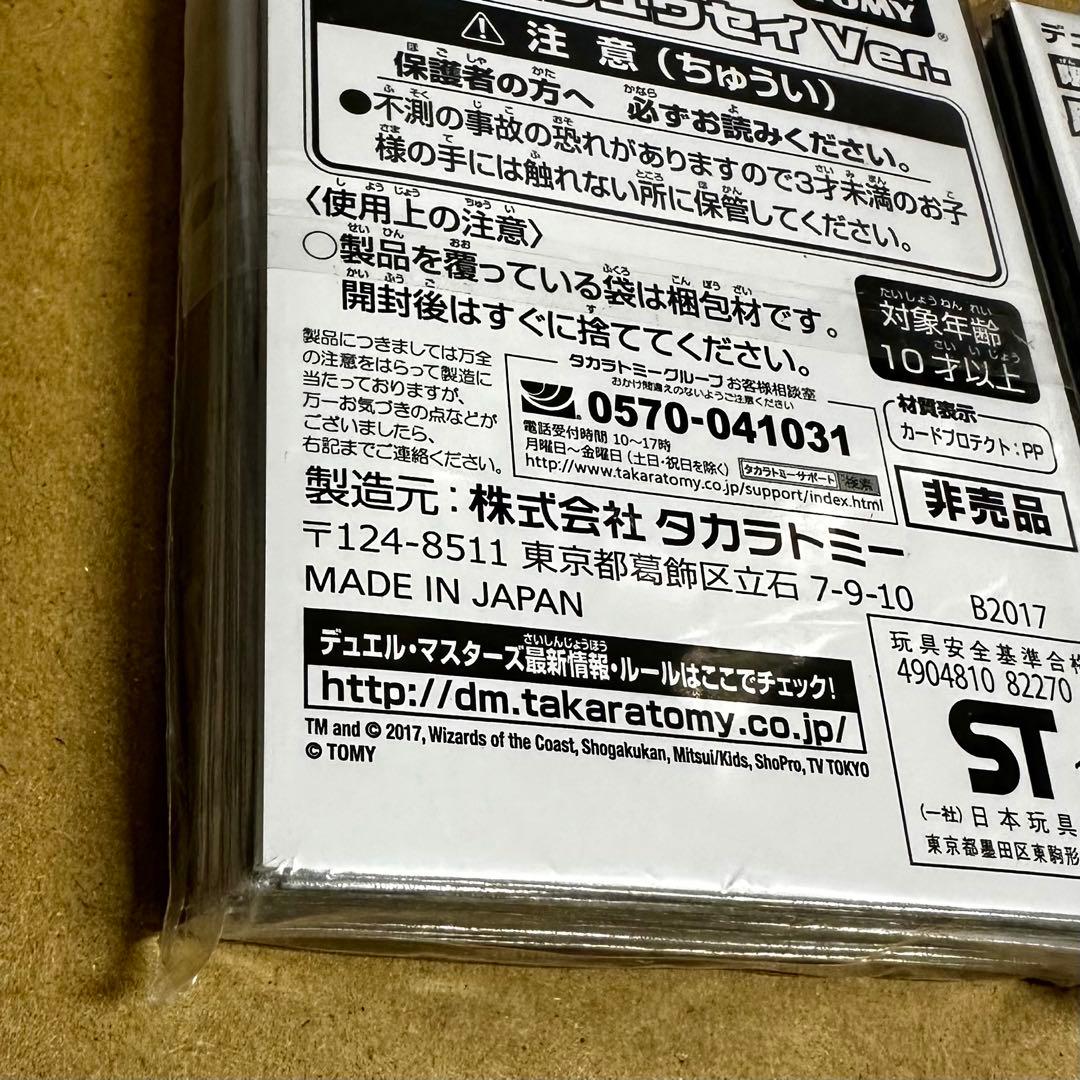 TOMY
ュウセイ Ver.
注意(ちゅうい)
保護者の方へ 必ずお読みください。
●不測の事故の恐れがありますので3才未満のお子
様の手には触れない所に保管してください。
〈使用上の注意〉
○製品を覆っている袋は梱包材です。
開封後はすぐに捨ててください。
対象年齢
10才以上
製品につきましては万全
の注意をはらって製造に
当たっておりますが、
万一お気づきの点などが
ございましたら、
右記までご連絡ください。
タカラトミーグループ お客様相談室
おかけ間違えのないようご注意ください
0570-041031
電話受付時間 10〜17時
月曜日〜金曜日(土日・祝日を除く)
タカラトミーサポート 検索
http://www.takaratomy.co.jp/support/index.html
材質表示
カードプロテクト:PP
非売品
製造元:株式会社 タカラトミー
〒124-8511 東京都葛飾区立石 7-9-10
MADE IN JAPAN
B2017
デュエル・マスターズ最新情報・ルールはここでチェック!
http://dm.takaratomy.co.jp/
TM and © 2017, Wizards of the Coast, Shogakukan, Mitsui/Kids, ShoPro, TV TOKYO
© TOMY
玩具安全基準合格
4904810 82270
ST
(一社)日本玩具
東京都墨田区東駒形
デュ